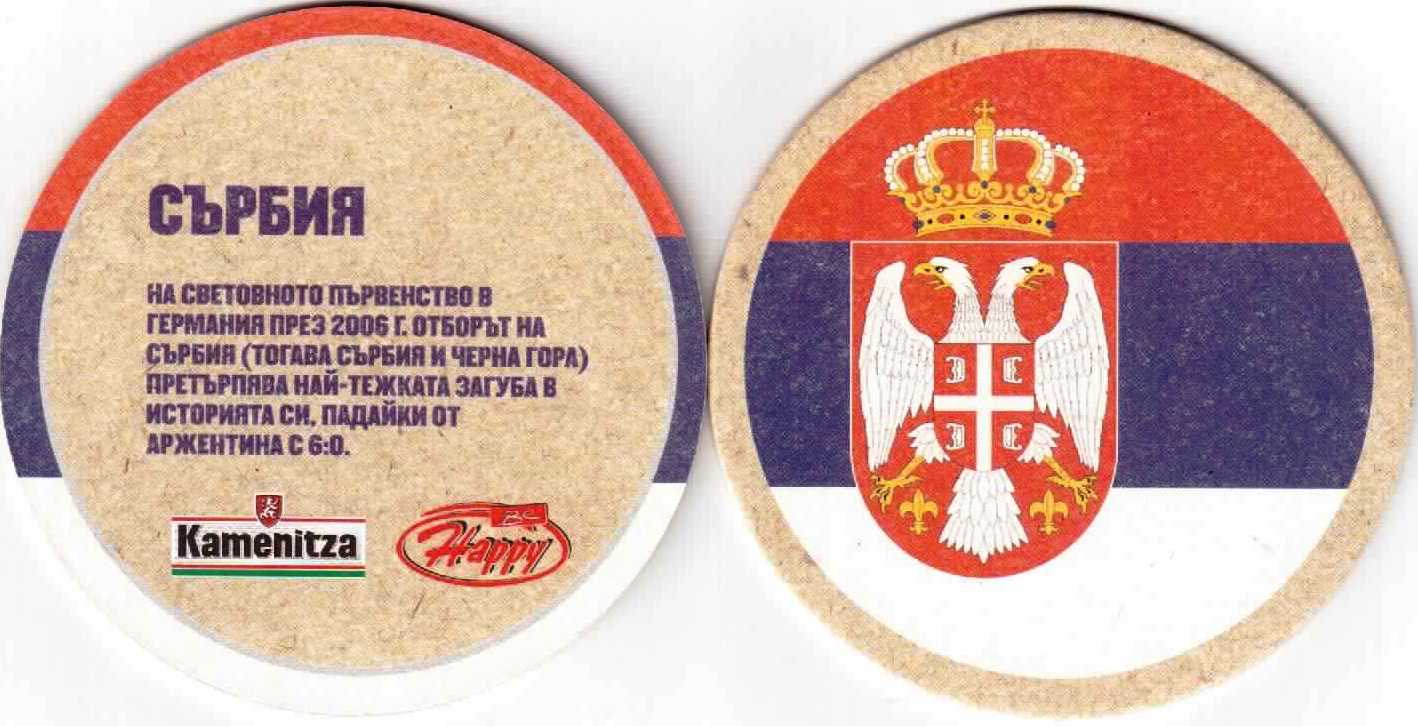 СЪРБИЯ
НА СВЕТОВНОТО ПЪРВЕНСТВО В
ГЕРМАНИЯ ПРЕЗ 2006 Г. ОТБОРЪТ НА
СЪРБИЯ (ТОГАВА СЪРБИЯ И ЧЕРНА ГОРА)
ПРЕТЪРПЯВА НАЙ-ТЕЖКАТА ЗАГУБА В
ИСТОРИЯТА СИ, ПАДАЙКИ ОТ
АРЖЕНТИНА С 6:0.
Kamenitza
Happy